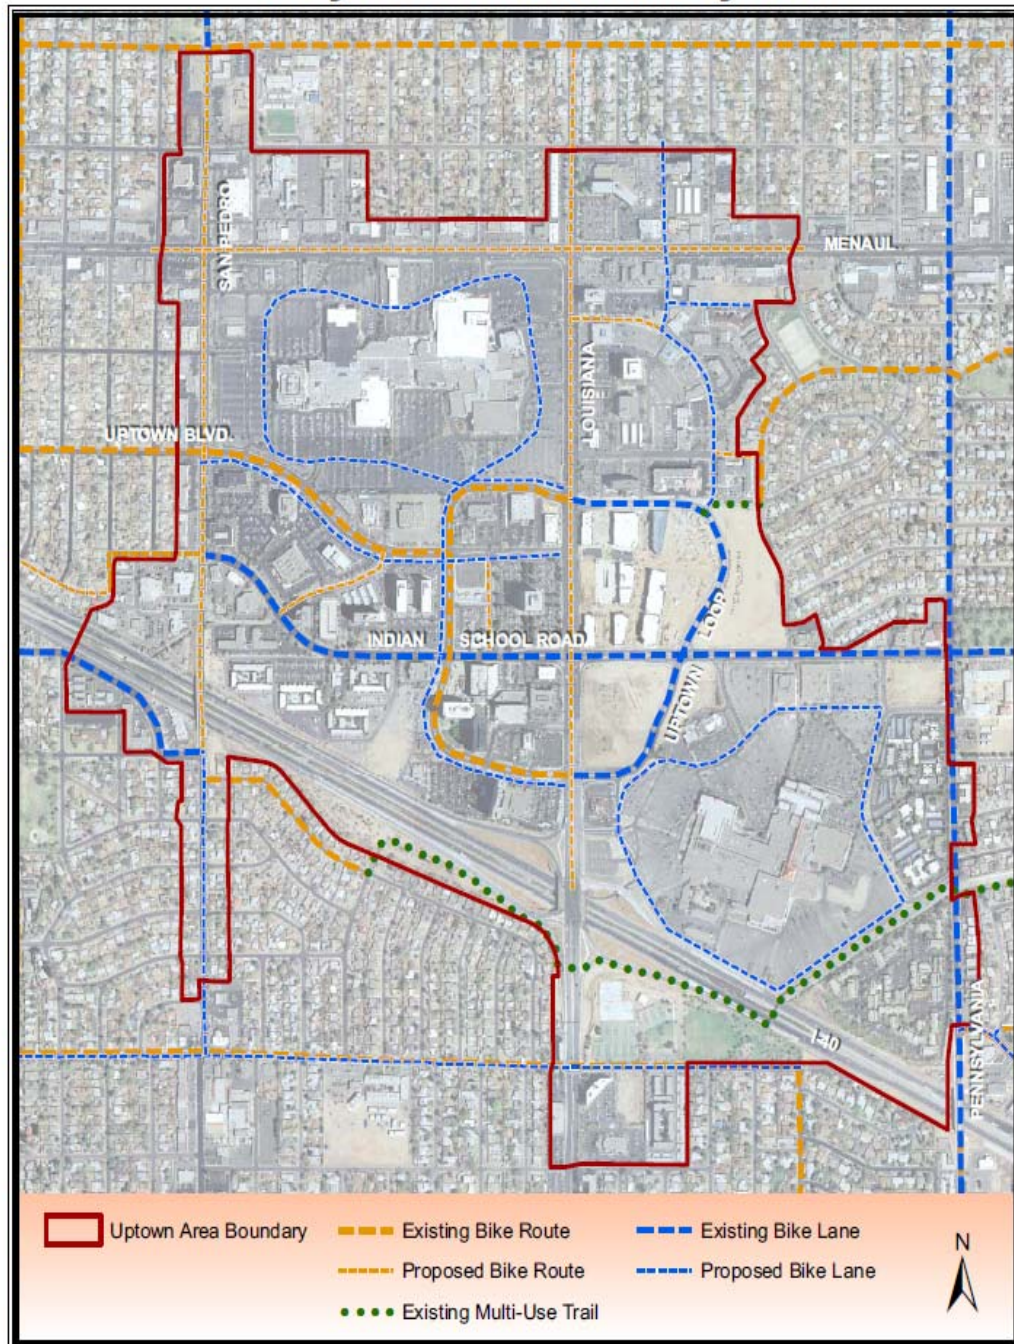 SAN PEDRO
MENAUL
LOUISIANA
UPTOWN BLVD.
INDIAN SCHOOL ROAD
UPTOWN LOOP
I-40
PENNSYLVANIA
Uptown Area Boundary
Existing Bike Route
Existing Bike Lane
Proposed Bike Route
Proposed Bike Lane
Existing Multi-Use Trail
N